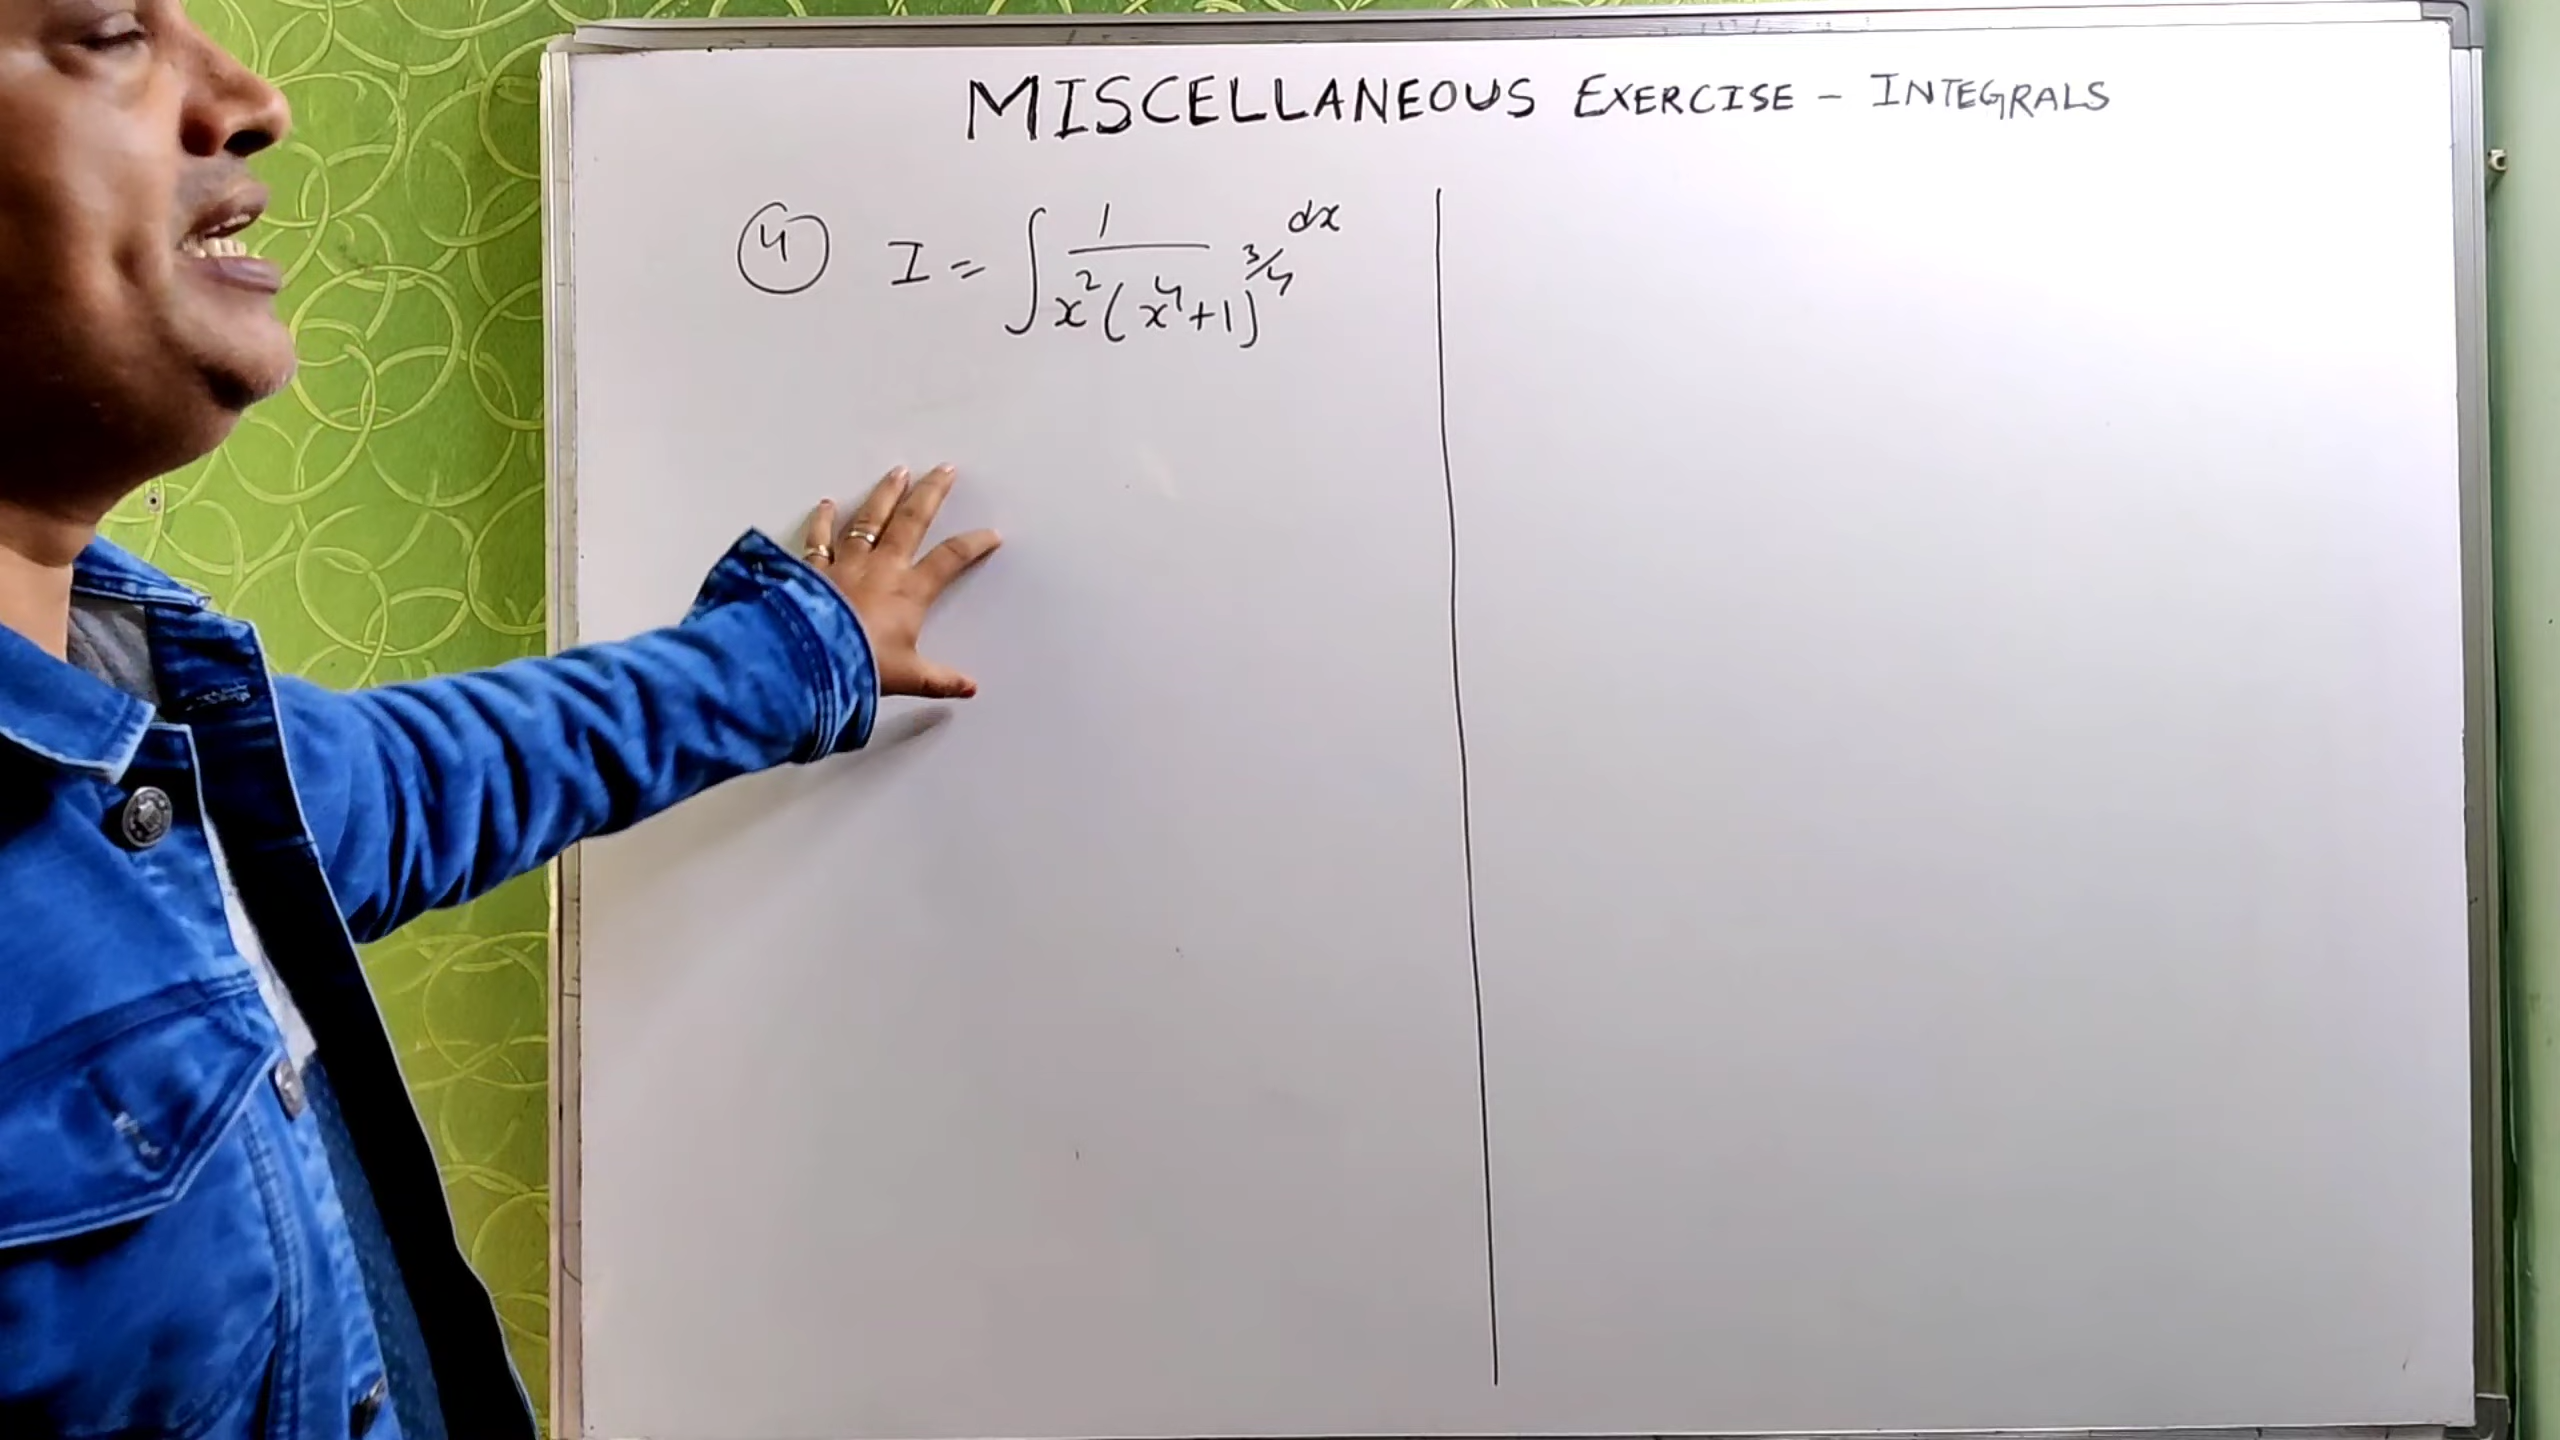 MISCELLANEOUS EXERCISE - INTEGRALS
④ I = ∫ 1 / x²(x⁴+1)^3/4 dx